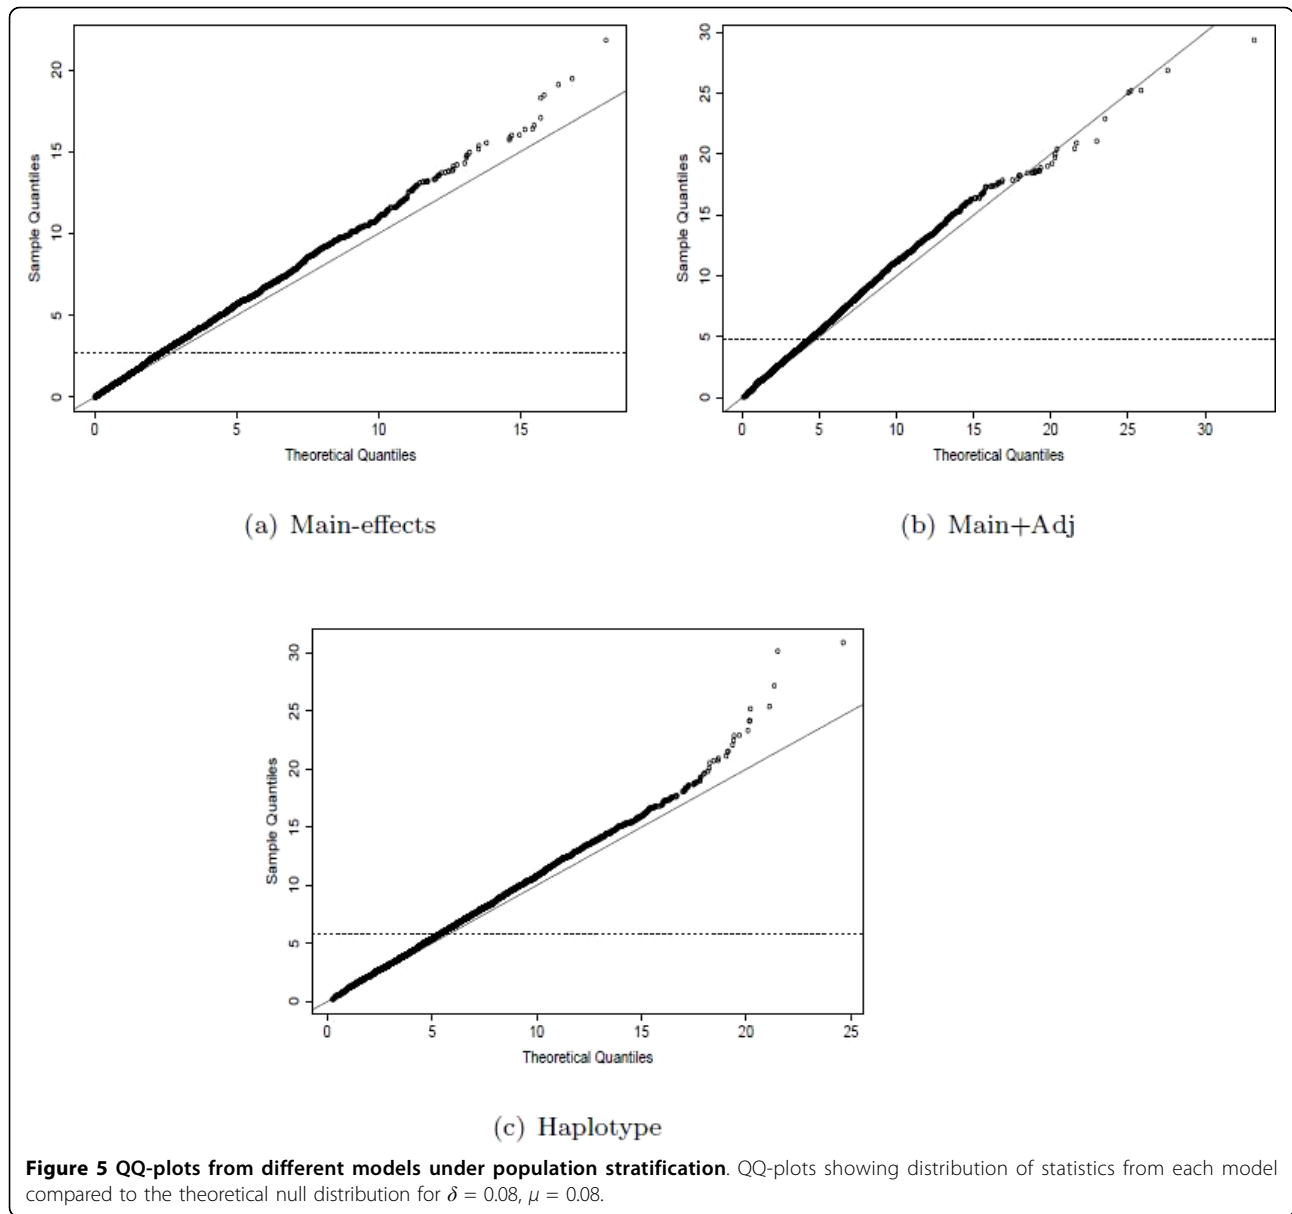 20
15
10
5
0
Sample Quantiles
0 5 10 15
Theoretical Quantiles
(a) Main-effects
30
25
20
15
10
5
0
Sample Quantiles
0 5 10 15 20 25 30
Theoretical Quantiles
(b) Main+Adj
30
25
20
15
10
5
0
Sample Quantiles
0 5 10 15 20 25
Theoretical Quantiles
(c) Haplotype
Figure 5 QQ-plots from different models under population stratification. QQ-plots showing distribution of statistics from each model
compared to the theoretical null distribution for δ = 0.08, μ = 0.08.